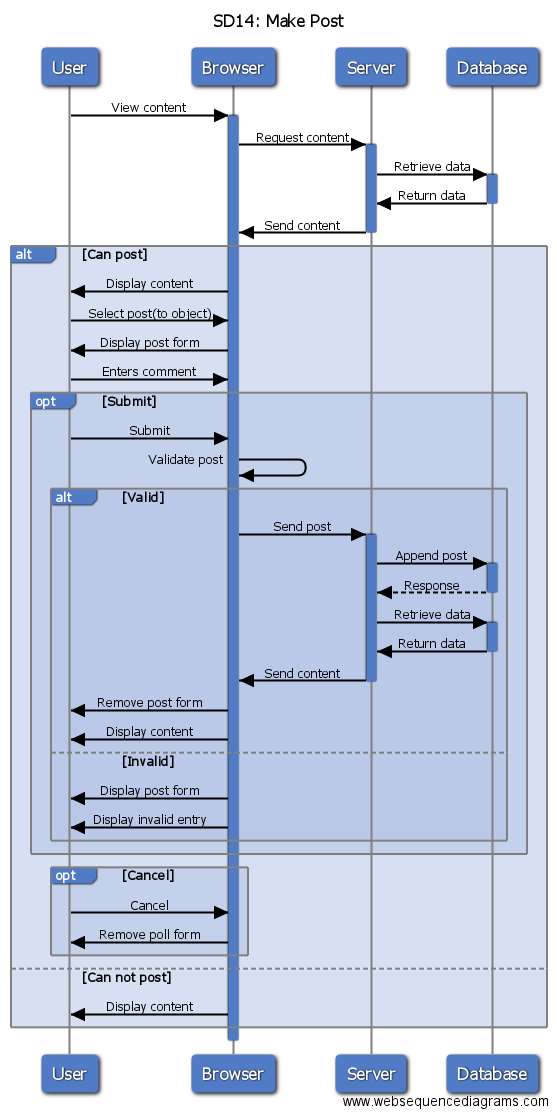 SD14: Make Post
User Browser Server Database
View content
Request content
Retrieve data
Return data
Send content
alt [Can post]
Display content
Select post(to object)
Display post form
Enters comment
opt [Submit]
Submit
Validate post
alt [Valid]
Send post
Append post
Response
Retrieve data
Return data
Send content
Remove post form
Display content
[Invalid]
Display post form
Display invalid entry
opt [Cancel]
Cancel
Remove poll form
[Can not post]
Display content
User Browser Server Database
www.websequencediagrams.com